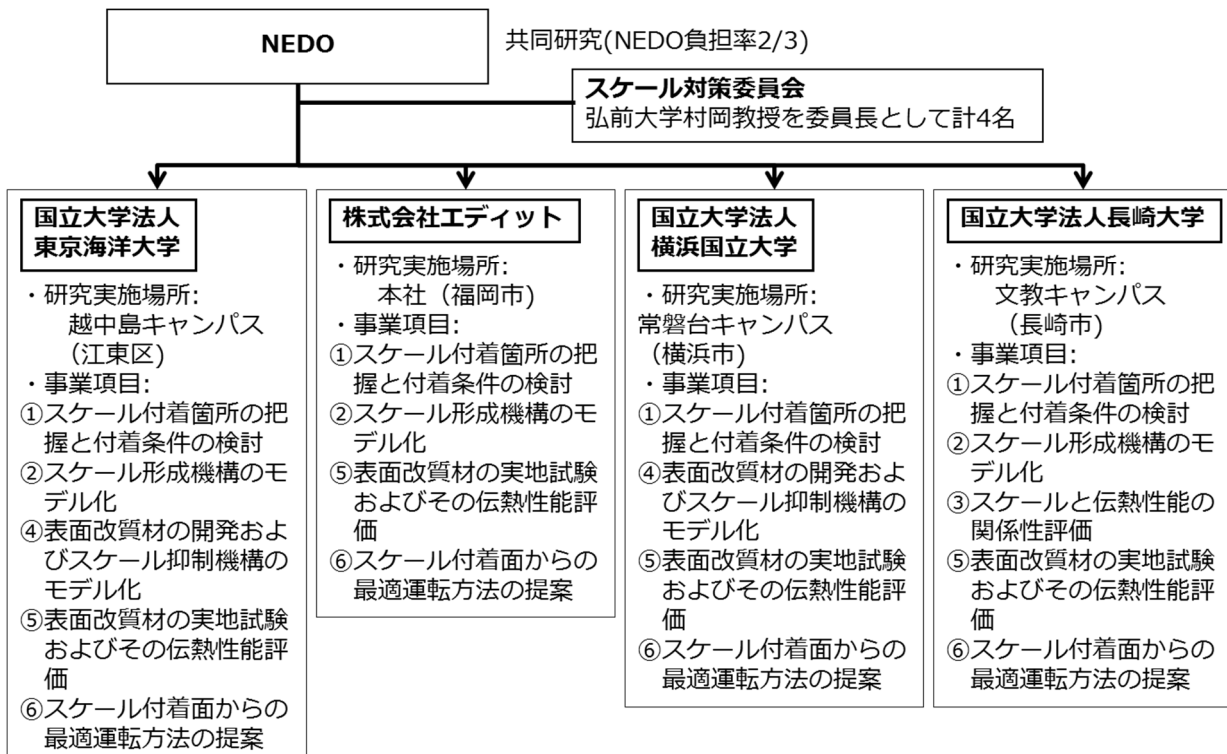 NEDO
共同研究(NEDO負担率2/3)
スケール対策委員会
弘前大学村岡教授を委員長として計4名
国立大学法人
東京海洋大学
・研究実施場所:
越中島キャンパス
（江東区)
・事業項目:
①スケール付着箇所の把
握と付着条件の検討
②スケール形成機構のモ
デル化
④表面改質材の開発およ
びスケール抑制機構の
モデル化
⑤表面改質材の実地試験
およびその伝熱性能評
価
⑥スケール付着面からの
最適運転方法の提案
株式会社エディット
・研究実施場所:
本社（福岡市)
・事業項目:
①スケール付着箇所の把
握と付着条件の検討
②スケール形成機構のモ
デル化
⑤表面改質材の実地試験
およびその伝熱性能評
価
⑥スケール付着面からの
最適運転方法の提案
国立大学法人
横浜国立大学
・研究実施場所:
常磐台キャンパス
（横浜市)
・事業項目:
①スケール付着箇所の把
握と付着条件の検討
④表面改質材の開発およ
びスケール抑制機構の
モデル化
⑤表面改質材の実地試験
およびその伝熱性能評
価
⑥スケール付着面からの
最適運転方法の提案
国立大学法人長崎大学
・研究実施場所:
文教キャンパス
（長崎市)
・事業項目:
①スケール付着箇所の把
握と付着条件の検討
②スケール形成機構のモ
デル化
③スケールと伝熱性能の
関係性評価
⑤表面改質材の実地試験
およびその伝熱性能評
価
⑥スケール付着面からの
最適運転方法の提案